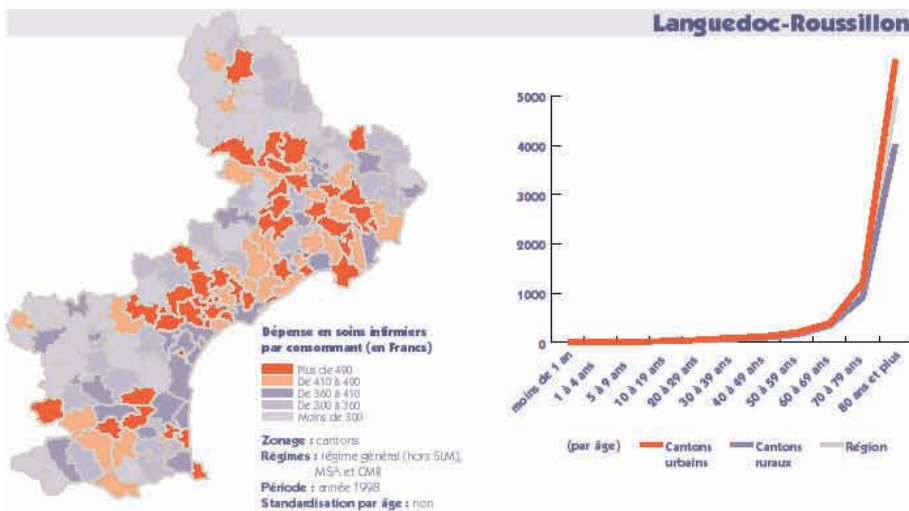 Languedoc-Roussillon
Dépense en soins infirmiers
par consommant (en Francs)
Plus de 490
De 410 à 490
De 360 à 410
De 300 à 360
Moins de 300
Zonage : cantons
Régimes : régime général (hors SLM),
MSA et CMR
Période : année 1998
Standardisation par âge : non
5000
4000
3000
2000
1000
0
moins de 1 an
1 à 4 ans
5 à 9 ans
10 à 19 ans
20 à 29 ans
30 à 39 ans
40 à 49 ans
50 à 59 ans
60 à 69 ans
70 à 79 ans
80 ans et plus
(par âge)
Cantons
urbains
Cantons
ruraux
Région